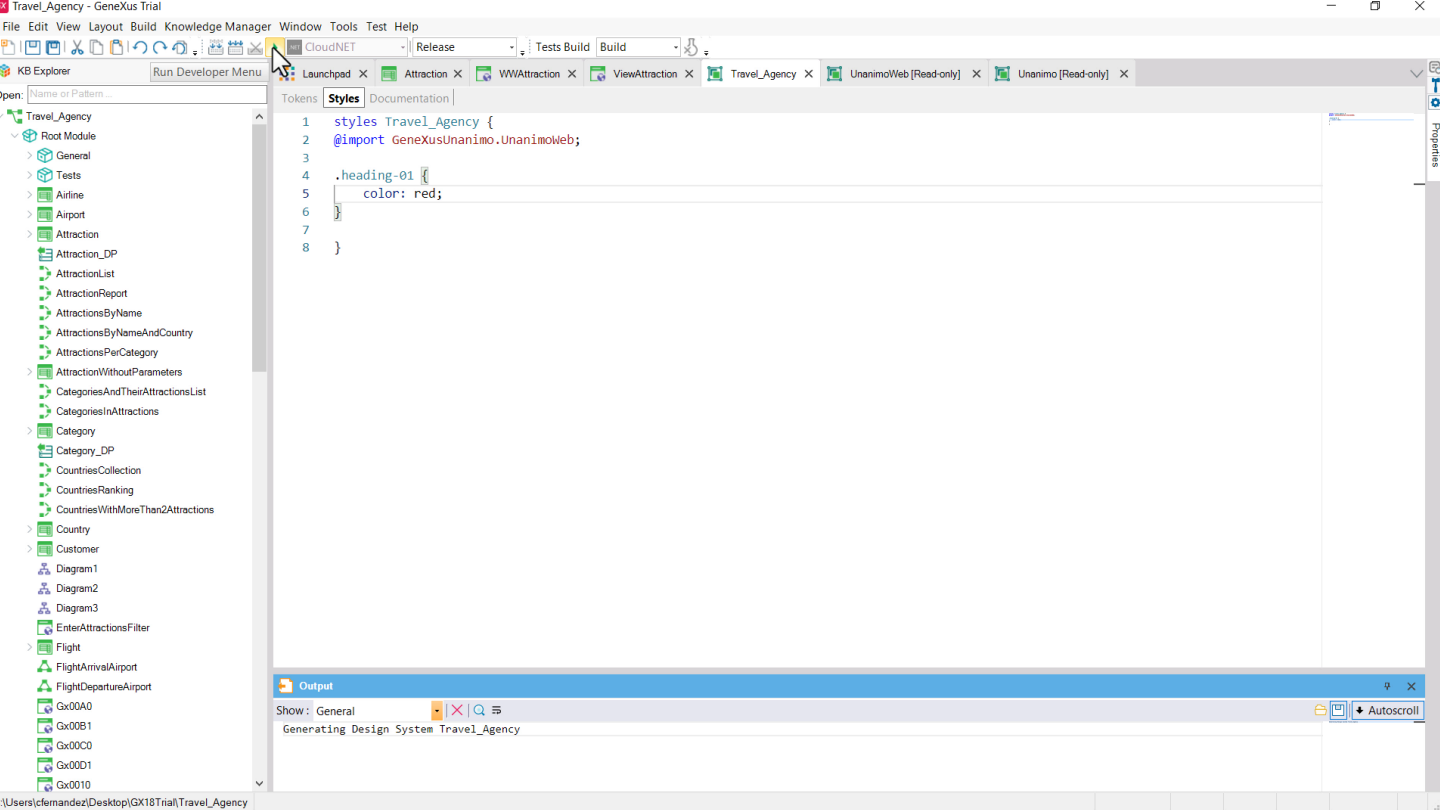 Travel_Agency - GeneXus Trial
File Edit View Layout Build Knowledge Manager Window Tools Test Help
CloudNET Release Tests Build Build
KB Explorer
Run Developer Menu
Launchpad Attraction WWAttraction ViewAttraction Travel_Agency UnanimoWeb [Read-only] Unanimo [Read-only]
Open: Name or Pattern ...
Tokens Styles Documentation
Travel_Agency
Root Module
General
Tests
Airline
Airport
Attraction
Attraction_DP
AttractionList
AttractionReport
AttractionsByName
AttractionsByNameAndCountry
AttractionsPerCategory
AttractionWithoutParameters
CategoriesAndTheirAttractionsList
CategoriesInAttractions
Category
Category_DP
CountriesCollection
CountriesRanking
CountriesWithMoreThan2Attractions
Country
Customer
Diagram1
Diagram2
Diagram3
EnterAttractionsFilter
Flight
FlightArrivalAirport
FlightDepartureAirport
Gx00A0
Gx00B1
Gx00C0
Gx00D1
Gx0010
1 styles Travel_Agency {
2 @import GeneXusUnanimo.UnanimoWeb;
3
4 .heading-01 {
5 color: red;
6 }
7
8 }
Properties
Output
Show: General
Autoscroll
Generating Design System Travel_Agency
:\Users\cfernandez\Desktop\GX18Trial\Travel_Agency